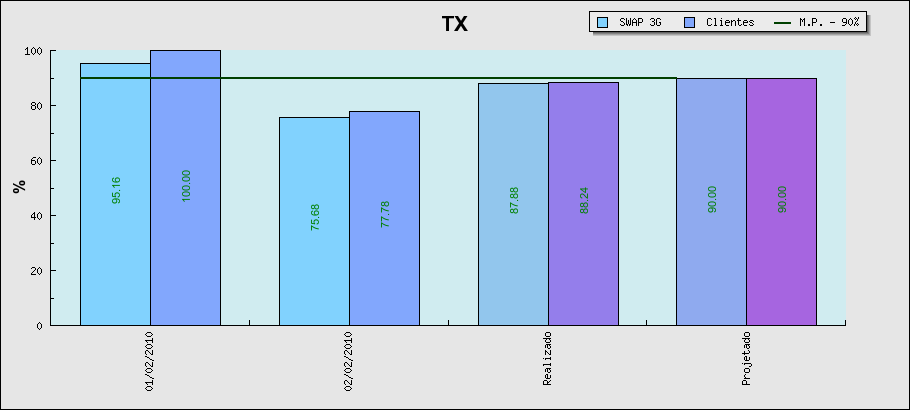 TX
SWAP 3G
Clientes
M.P. - 90%
%
100
80
60
40
20
0
95.16
100.00
75.68
77.78
87.88
88.24
90.00
90.00
01/02/2010
02/02/2010
Realizado
Projetado